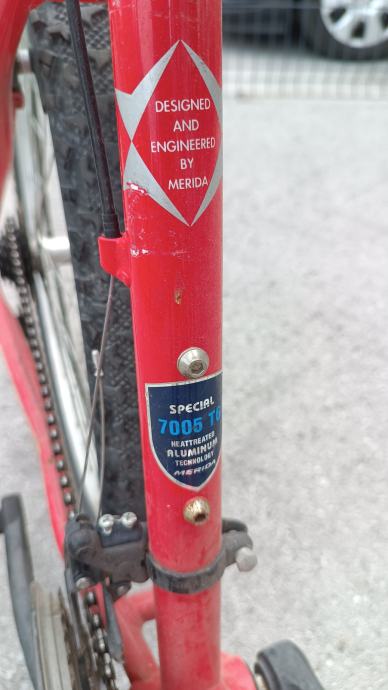 DESIGNED
AND
ENGINEERED
BY
MERIDA
SPECIAL
7005 T6
HEATTREATED
ALUMINUM
TECHNOLOGY
MERIDA